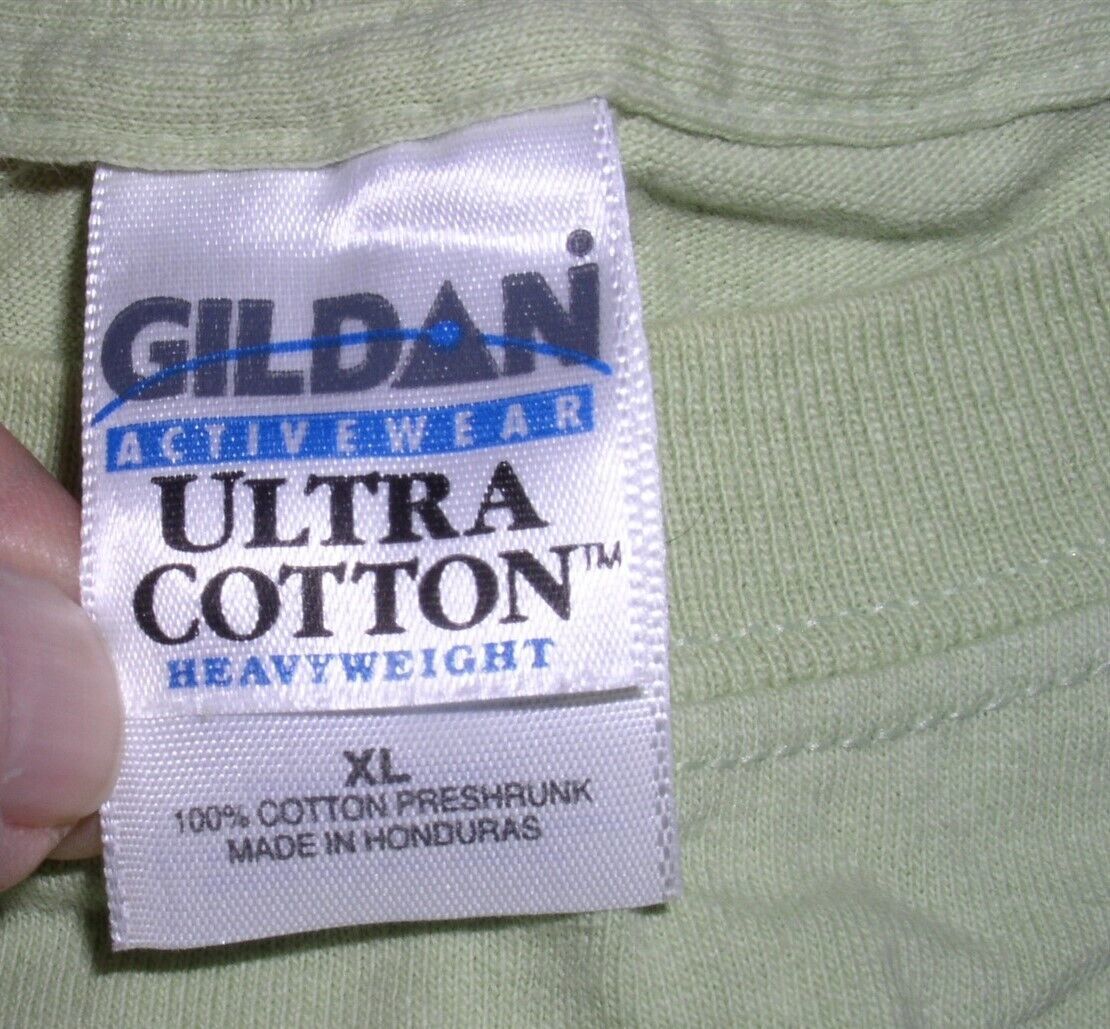 GILDAN®
ACTIVEWEAR
ULTRA
COTTON™
HEAVYWEIGHT
XL
100% COTTON PRESHRUNK
MADE IN HONDURAS